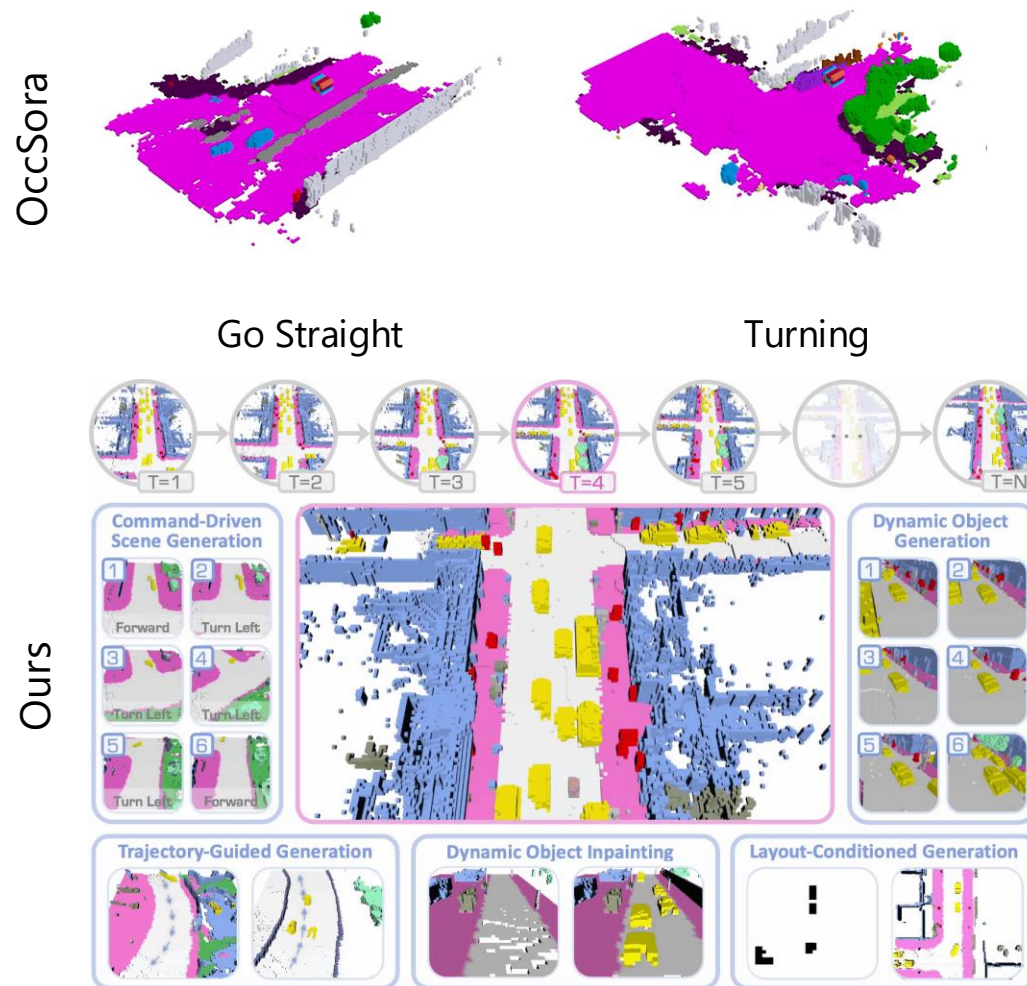 OccSora
Go Straight
Turning
Ours
T=1
T=2
T=3
T=4
T=5
T=N
Command-Driven
Scene Generation
1
2
Forward
Turn Left
3
4
Torn Left
Turn Left
5
6
Turn Left
Forward
Dynamic Object
Generation
1
2
3
4
5
6
Trajectory-Guided Generation
Dynamic Object Inpainting
Layout-Conditioned Generation